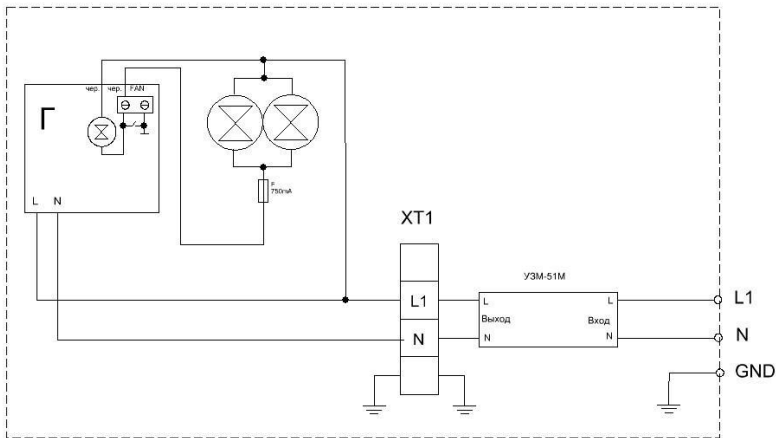 чер. чер. FAN
Г
F
750mA
L N
XT1
УЗМ-51М
L1 L L L1
Выход Вход
N N N N
GND